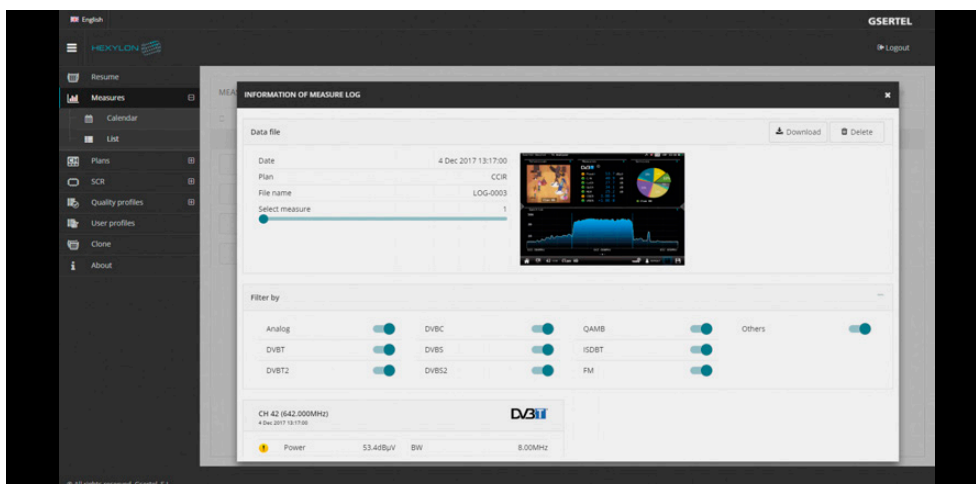 English
GSERTEL
HEXYLON
Logout
Resume
Measures
Calendar
List
Plans
SCR
Quality profiles
User profiles
Clone
About
MEA
INFORMATION OF MEASURE LOG
Data file
Download
Delete
Date 4 Dec 2017 13:17:00
Plan CCIR
File name LOG-0003
Select measure 1
Filter by
Analog DVBC QAMB Others
DVBT DVBS ISDBT
DVBT2 DVBS2 FM
CH 42 (642.000MHz) DVB T
4 Dec 2017 13:17:00
Power 53.4dBµV BW 8.00MHz